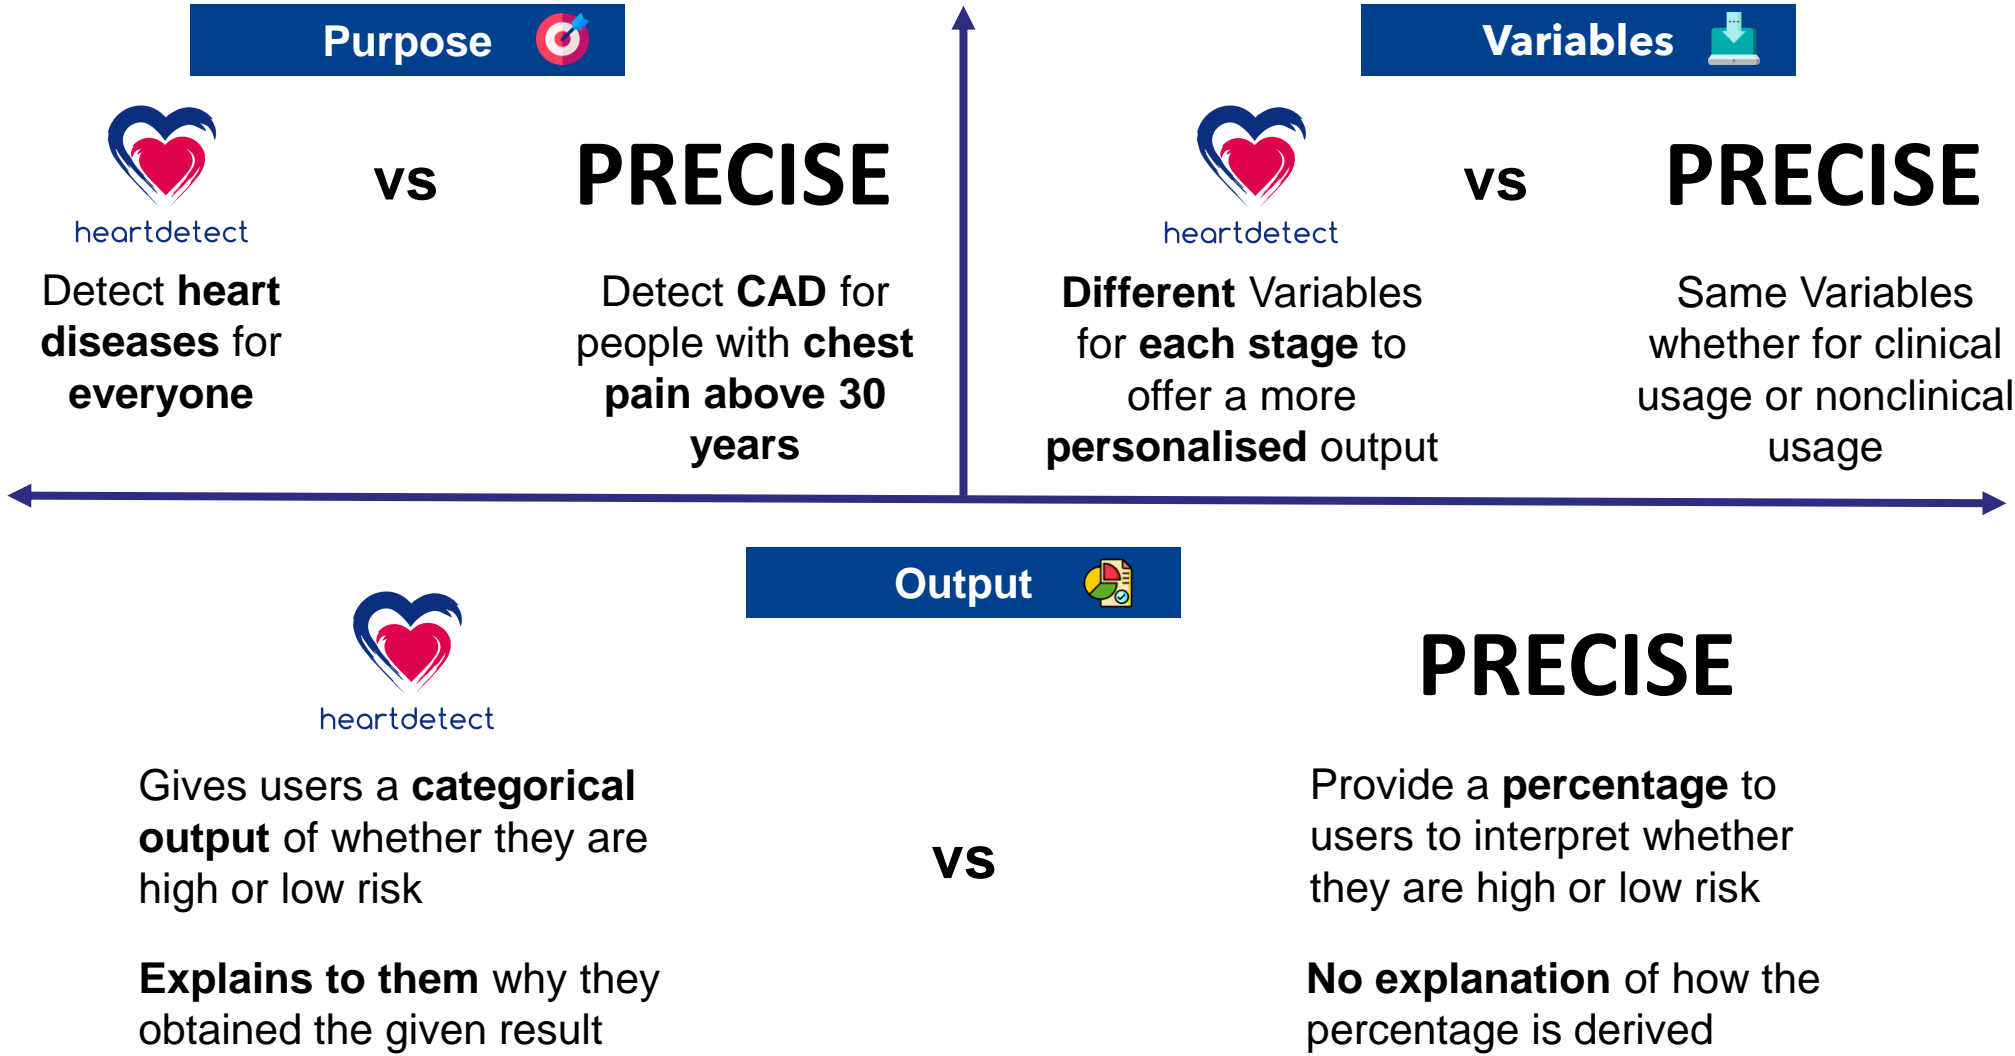 Purpose
heartdetect
vs
PRECISE
Detect heart
diseases for
everyone
Detect CAD for
people with chest
pain above 30
years
Variables
heartdetect
vs
PRECISE
Different Variables
for each stage to
offer a more
personalised output
Same Variables
whether for clinical
usage or nonclinical
usage
Output
heartdetect
Gives users a categorical
output of whether they are
high or low risk
Explains to them why they
obtained the given result
vs
PRECISE
Provide a percentage to
users to interpret whether
they are high or low risk
No explanation of how the
percentage is derived